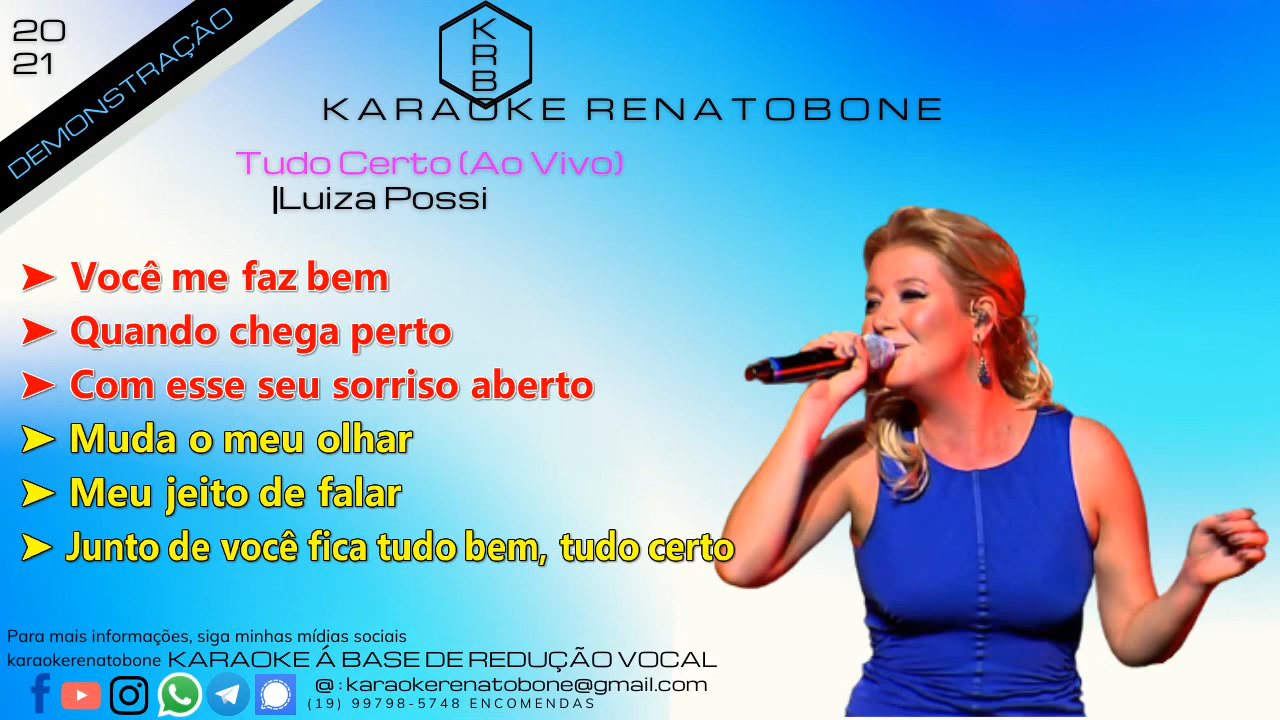 20
21
DEMONSTRAÇÃO
K
R
B
KARAOKE RENATOBONE
Tudo Certo (Ao Vivo)
|Luiza Possi
➤ Você me faz bem
➤ Quando chega perto
➤ Com esse seu sorriso aberto
➤ Muda o meu olhar
➤ Meu jeito de falar
➤ Junto de você fica tudo bem, tudo certo
Para mais informações, siga minhas mídias sociais
karaokerenatobone KARAOKE Á BASE DE REDUÇÃO VOCAL
@ : karaokerenatobone@gmail.com
(19) 99798-5748 ENCOMENDAS